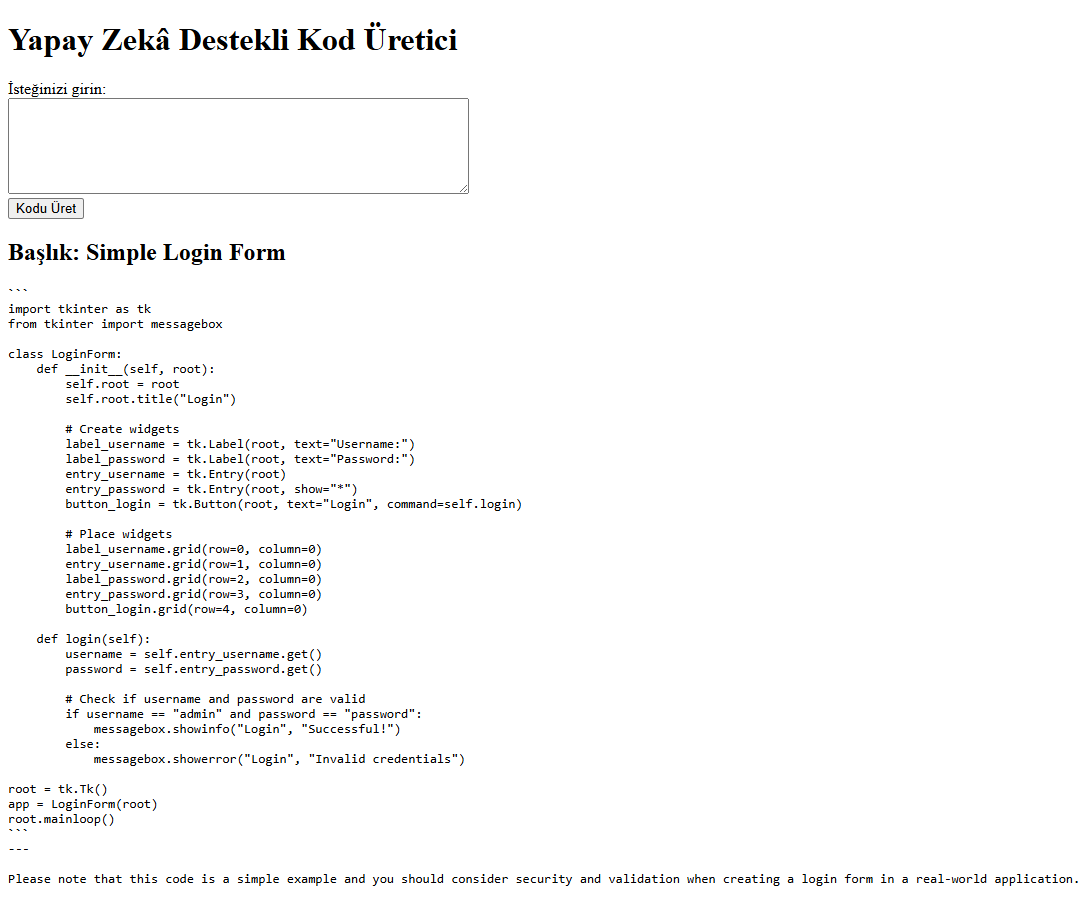 Yapay Zekâ Destekli Kod Üretici
İsteğinizi girin:
Kodu Üret
Başlık: Simple Login Form
```
import tkinter as tk
from tkinter import messagebox

class LoginForm:
    def __init__(self, root):
        self.root = root
        self.root.title("Login")

        # Create widgets
        label_username = tk.Label(root, text="Username:")
        label_password = tk.Label(root, text="Password:")
        entry_username = tk.Entry(root)
        entry_password = tk.Entry(root, show="*")
        button_login = tk.Button(root, text="Login", command=self.login)

        # Place widgets
        label_username.grid(row=0, column=0)
        entry_username.grid(row=1, column=0)
        label_password.grid(row=2, column=0)
        entry_password.grid(row=3, column=0)
        button_login.grid(row=4, column=0)

    def login(self):
        username = self.entry_username.get()
        password = self.entry_password.get()

        # Check if username and password are valid
        if username == "admin" and password == "password":
            messagebox.showinfo("Login", "Successful!")
        else:
            messagebox.showerror("Login", "Invalid credentials")

root = tk.Tk()
app = LoginForm(root)
root.mainloop()
```
---

Please note that this code is a simple example and you should consider security and validation when creating a login form in a real-world application.